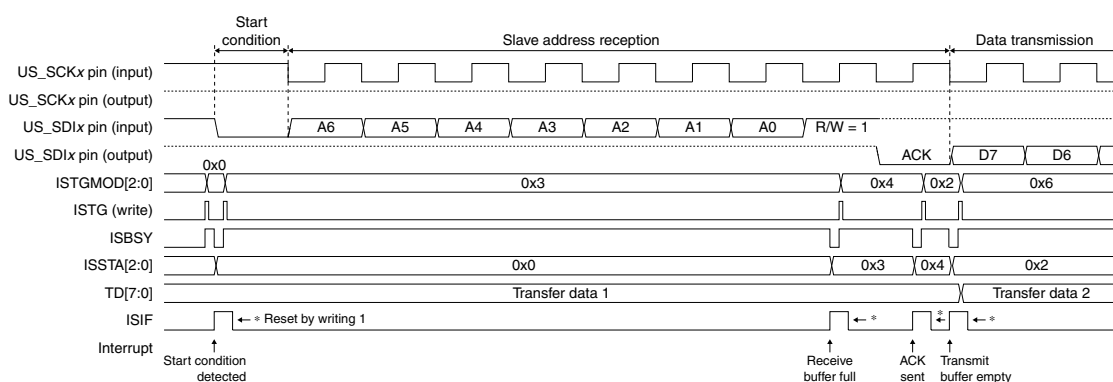 Start
condition
Slave address reception
Data transmission
US_SCKx pin (input)
US_SCKx pin (output)
US_SDIx pin (input) A6 A5 A4 A3 A2 A1 A0 R/W = 1
US_SDIx pin (output) ACK D7 D6
ISTGMOD[2:0] 0x0 0x3 0x4 0x2 0x6
ISTG (write)
ISBSY
ISSTA[2:0] 0x0 0x3 0x4 0x2
TD[7:0] Transfer data 1 Transfer data 2
ISIF * Reset by writing 1 * * *
Interrupt
Start condition
detected
Receive
buffer full
ACK
sent
Transmit
buffer empty